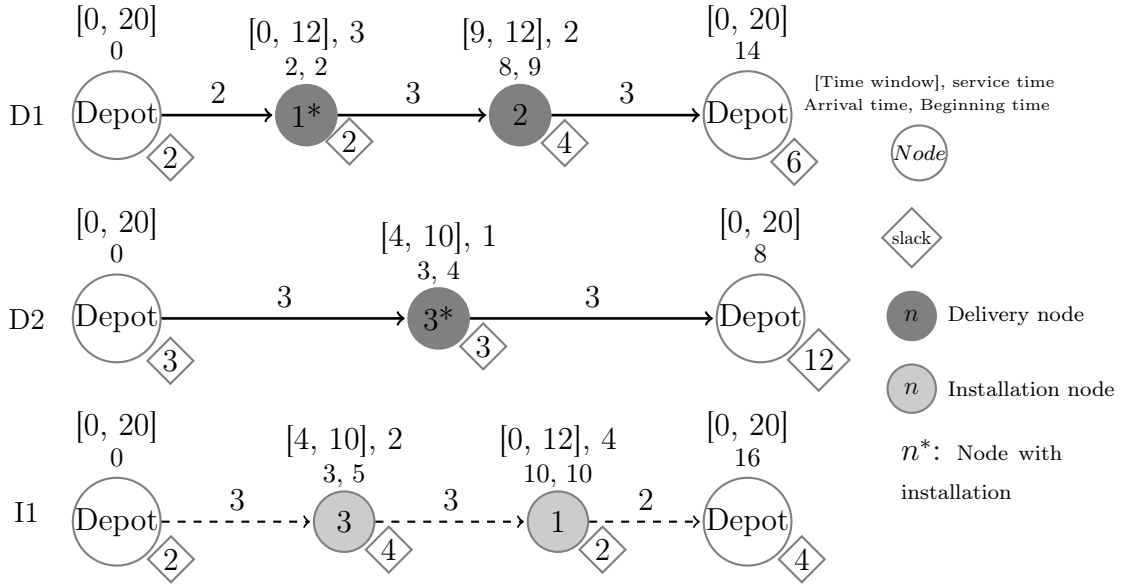 [0, 20]
0
[0, 12], 3
2, 2
[9, 12], 2
8, 9
[0, 20]
14
D1
Depot
2
1*
3
2
3
Depot
2
2
4
6
[Time window], service time
Arrival time, Beginning time
Node
slack
n Delivery node
n Installation node
n*: Node with
installation
[0, 20]
0
[4, 10], 1
3, 4
[0, 20]
8
D2
Depot
3
3*
3
Depot
3
3
12
[0, 20]
0
[4, 10], 2
3, 5
[0, 12], 4
10, 10
[0, 20]
16
I1
Depot
3
3
3
1
2
Depot
2
4
2
4